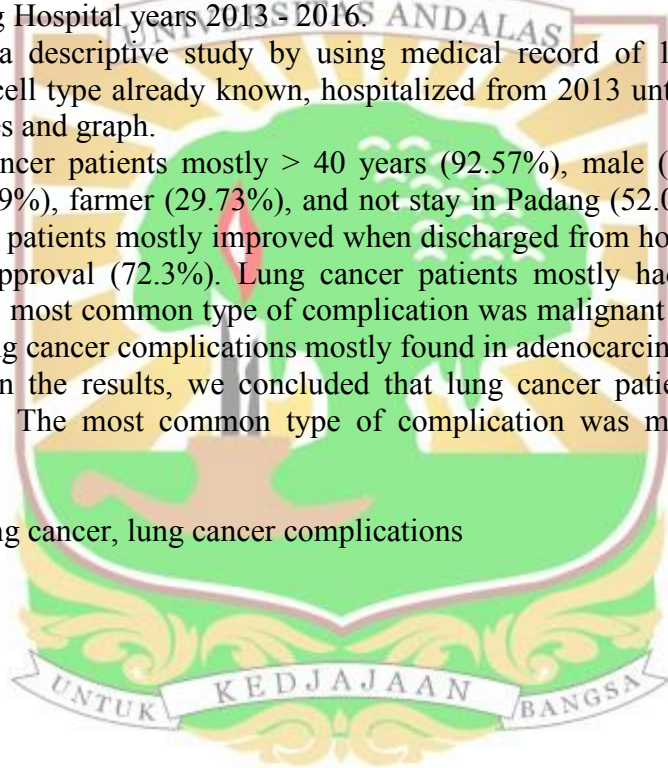 g Hospital years 2013 - 2016.
UNIVERSITAS ANDALAS
a descriptive study by using medical record of 1
cell type already known, hospitalized from 2013 unt
es and graph.
ncer patients mostly > 40 years (92.57%), male (
9%), farmer (29.73%), and not stay in Padang (52.0
patients mostly improved when discharged from ho
pproval (72.3%). Lung cancer patients mostly had
most common type of complication was malignant
ng cancer complications mostly found in adenocarcin
n the results, we concluded that lung cancer patie
The most common type of complication was m
ng cancer, lung cancer complications
UNTUK KEDJAJAAN BANGSA